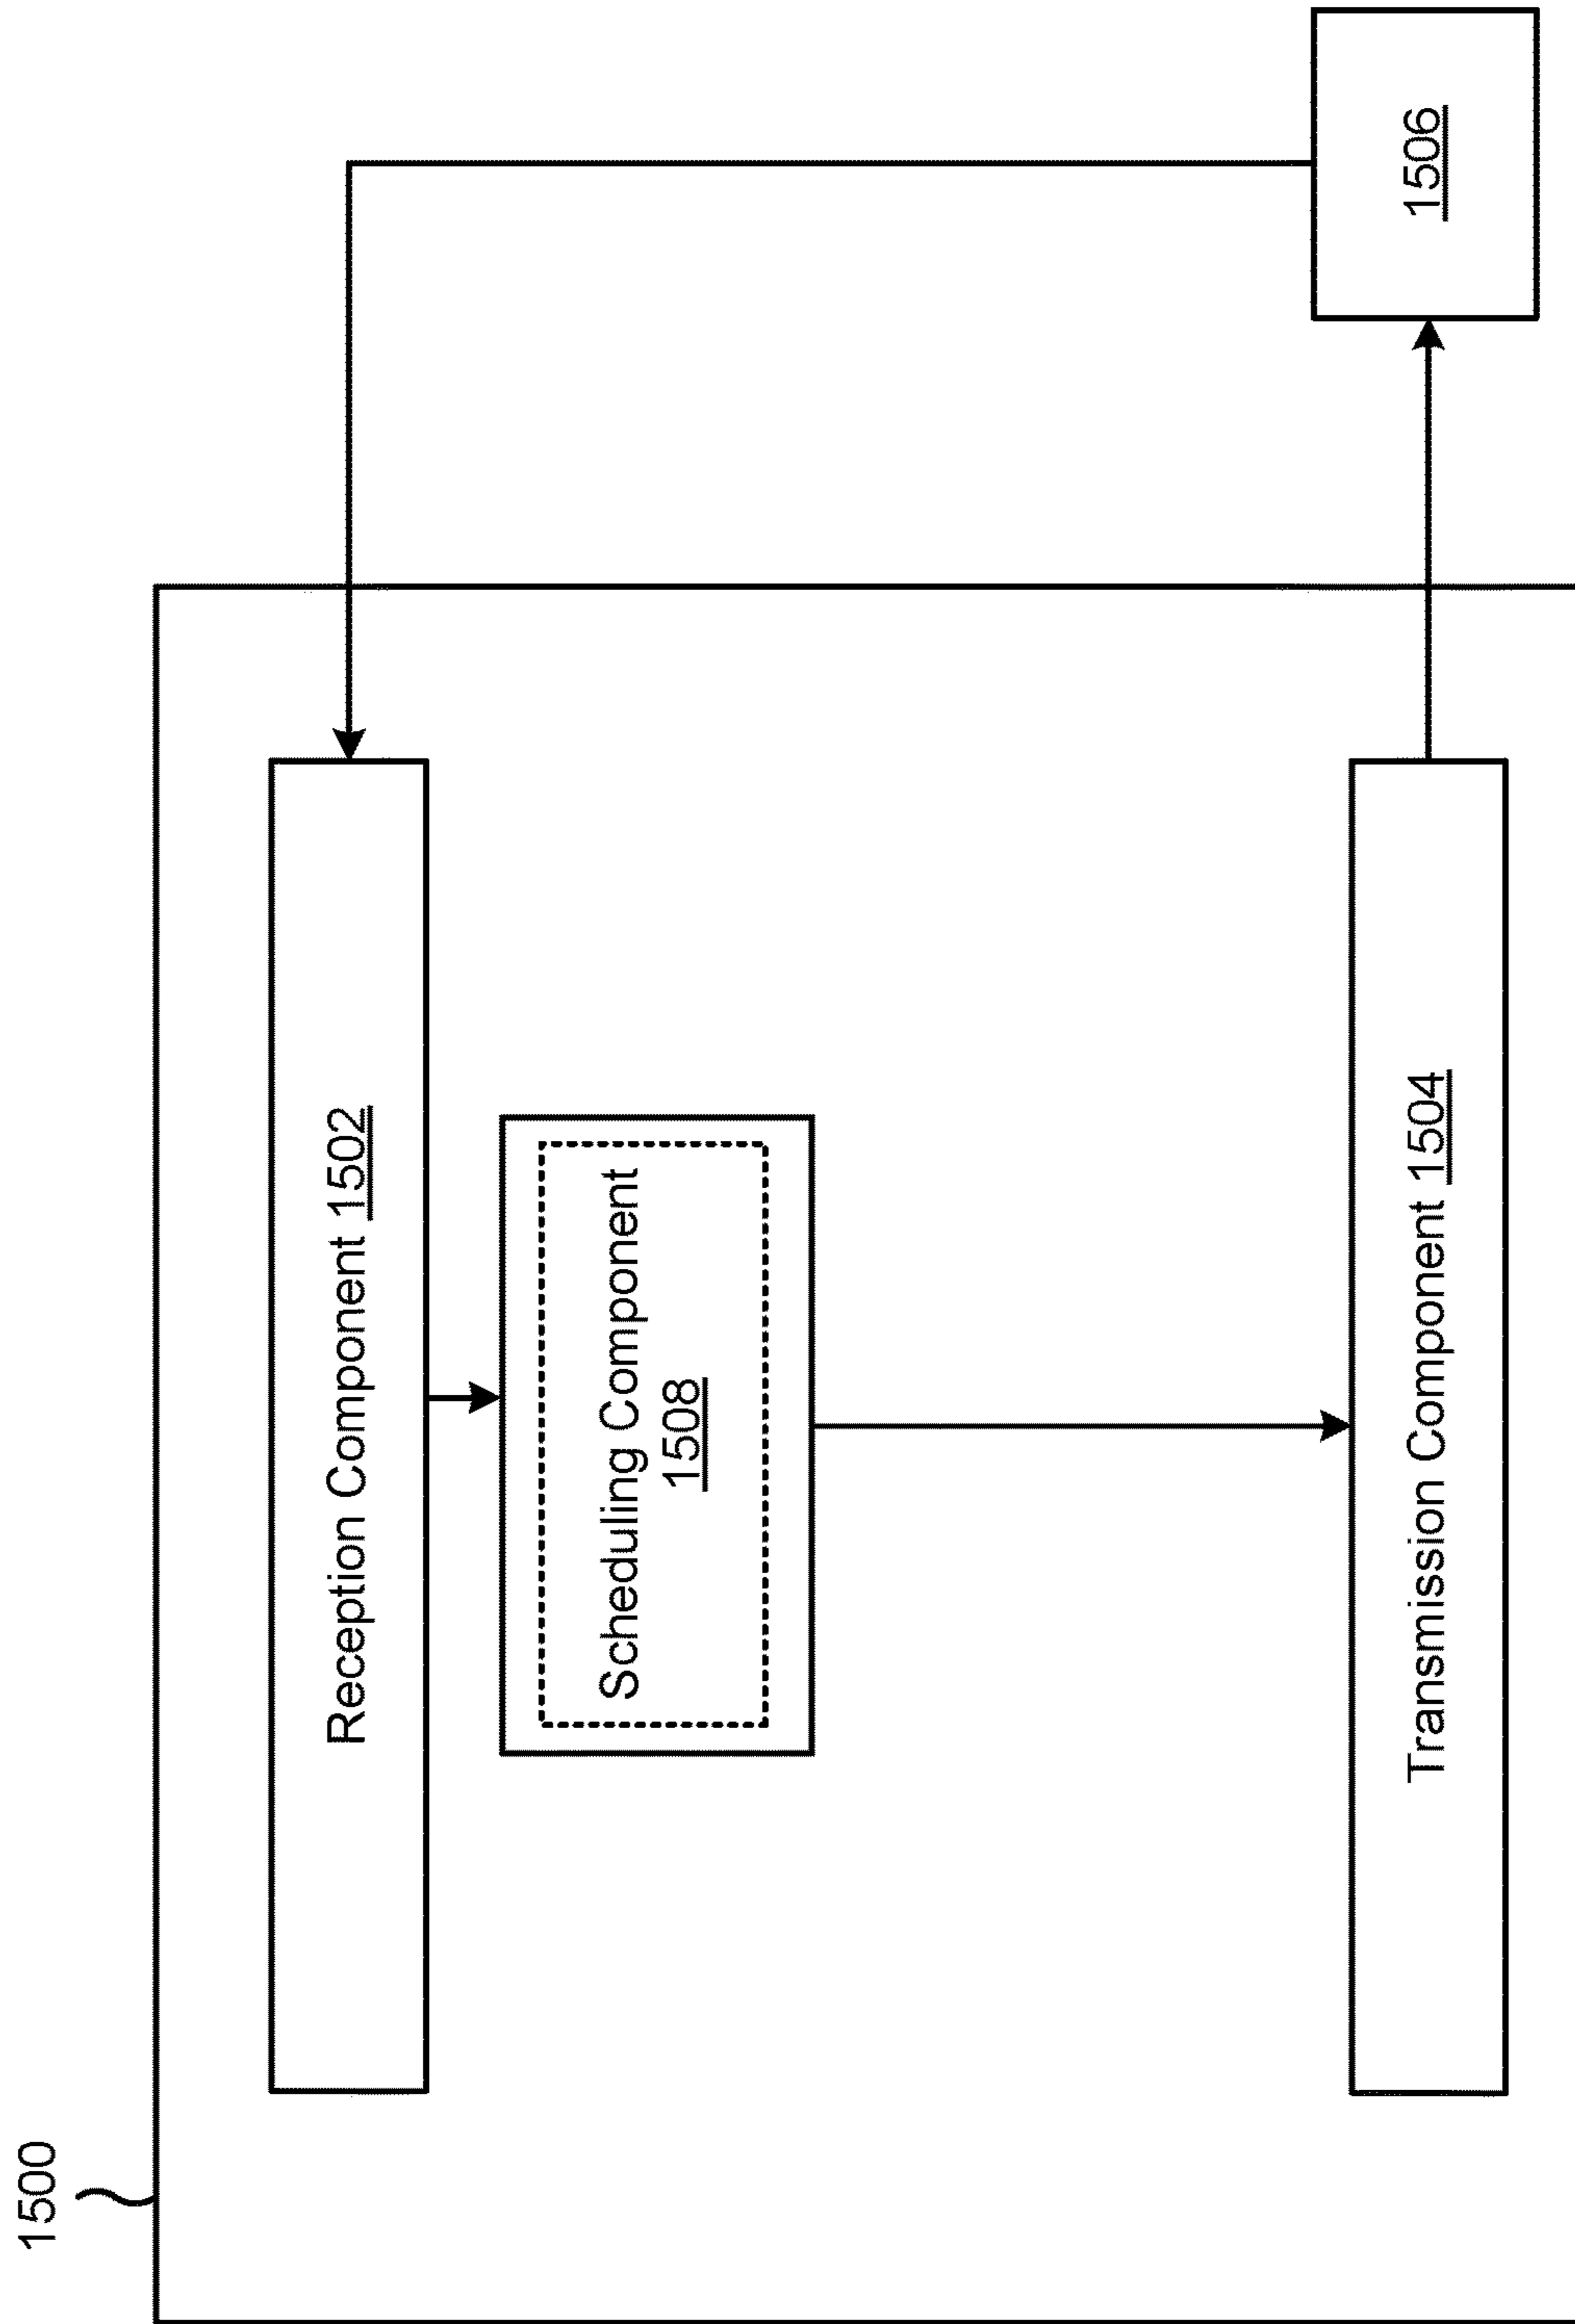 1500
Reception Component 1502
Scheduling Component
1508
Transmission Component 1504
1506